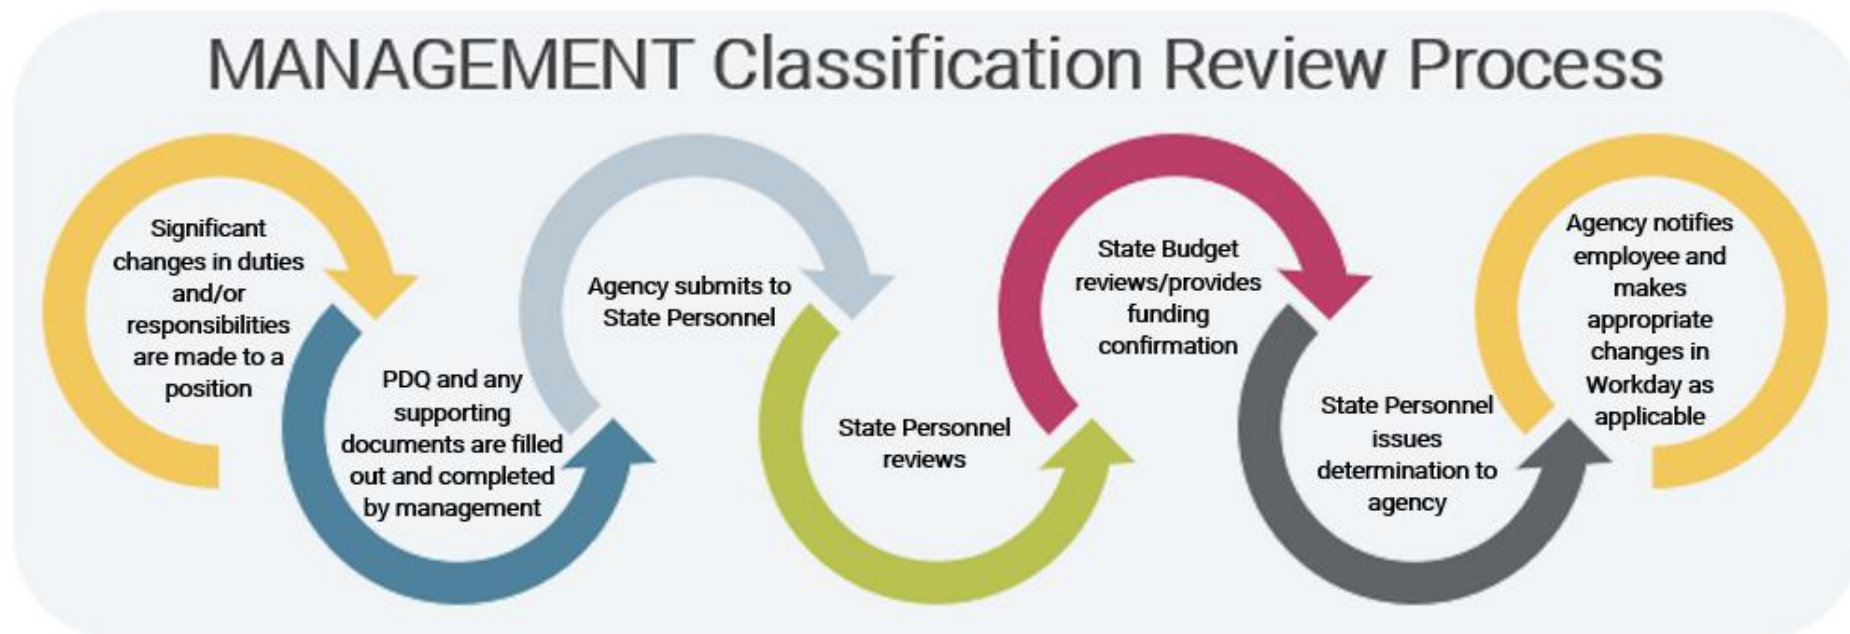 MANAGEMENT Classification Review Process
Significant
changes in duties
and/or
responsibilities
are made to a
position
PDQ and any
supporting
documents are filled
out and completed
by management
Agency submits to
State Personnel
State Personnel
reviews
State Budget
reviews/provides
funding
confirmation
State Personnel
issues
determination to
agency
Agency notifies
employee and
makes
appropriate
changes in
Workday as
applicable